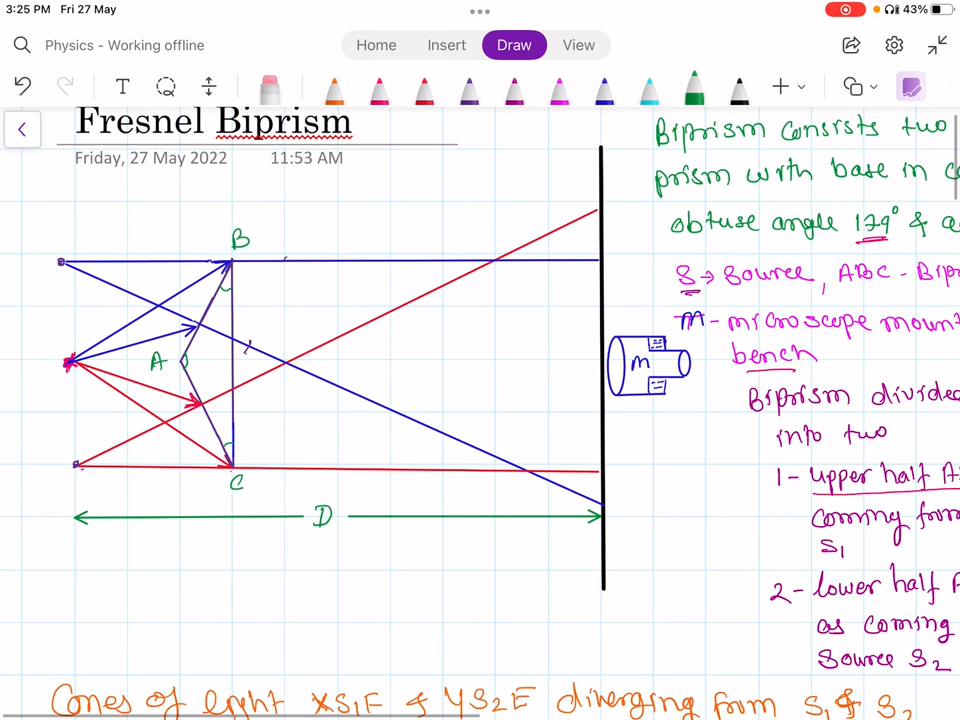 3:25 PM Fri 27 May
43%
Physics - Working offline
Home Insert Draw View
T
Fresnel Biprism
Friday, 27 May 2022 11:53 AM
B
A
C
D
m
Biprism consists two
prism with base in
obtuse angle 179° &
S → Source, ABC - Bip
m - microscope mount
bench
Biprism divided
into two
1 - upper half A
coming from
S1
2 - lower half
as coming
Source S2
Cones of light XS1E & YS2E diverging from S1 & S2